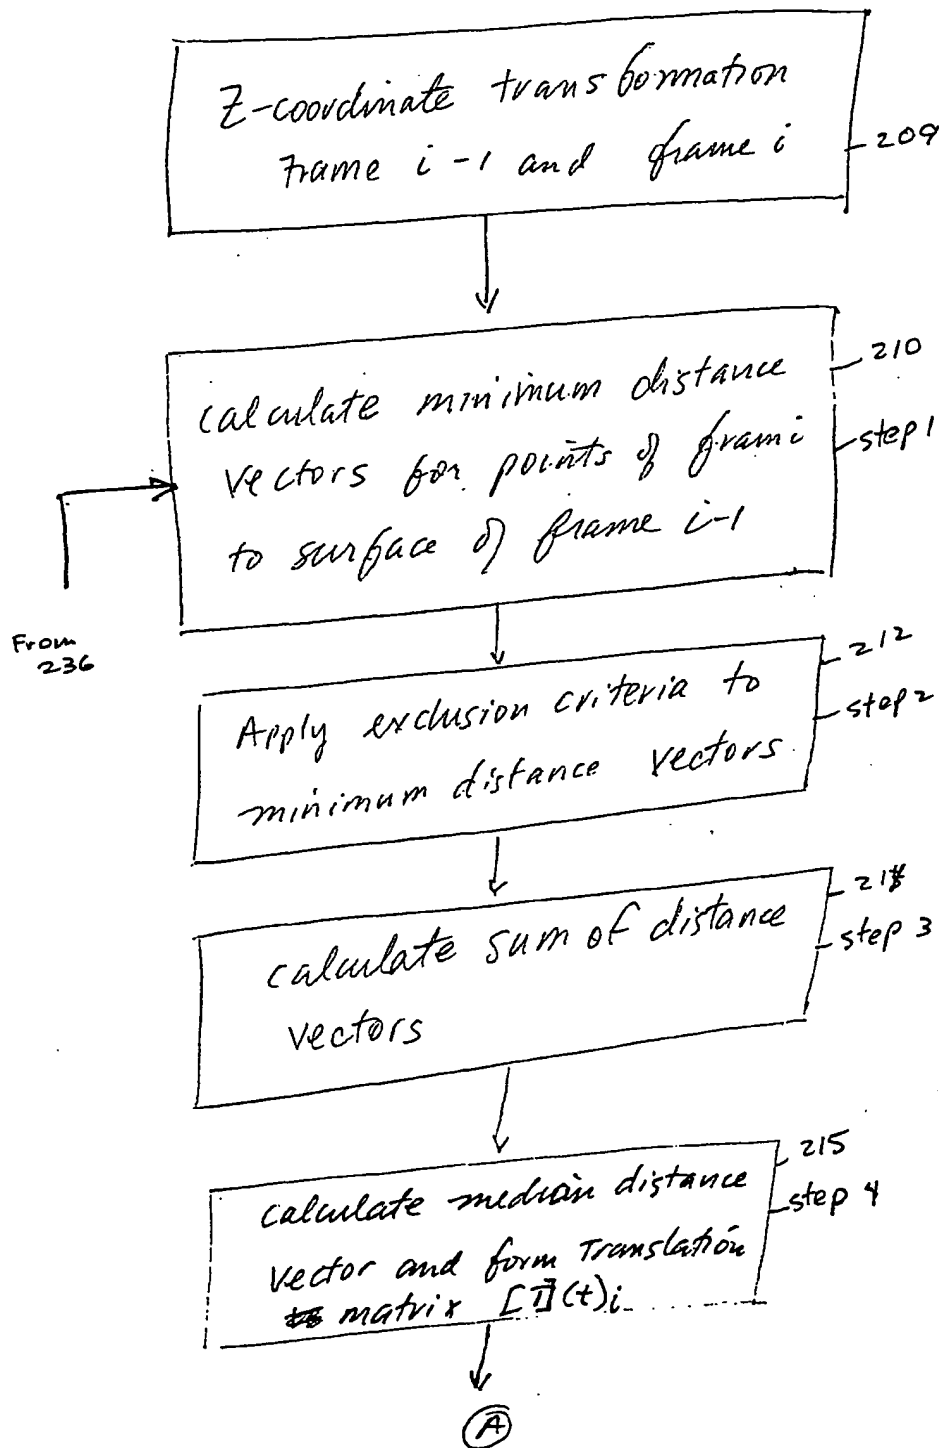 Z-coordinate transformation
Frame i-1 and frame i
209
calculate minimum distance
vectors for points of frami
to surface of frame i-1
210
step 1
From
236
Apply exclusion criteria to
minimum distance vectors
212
step 2
calculate sum of distance
vectors
step 3
calculate median distance
vector and form Translation
matrix [T](t)i
215
step 4
A